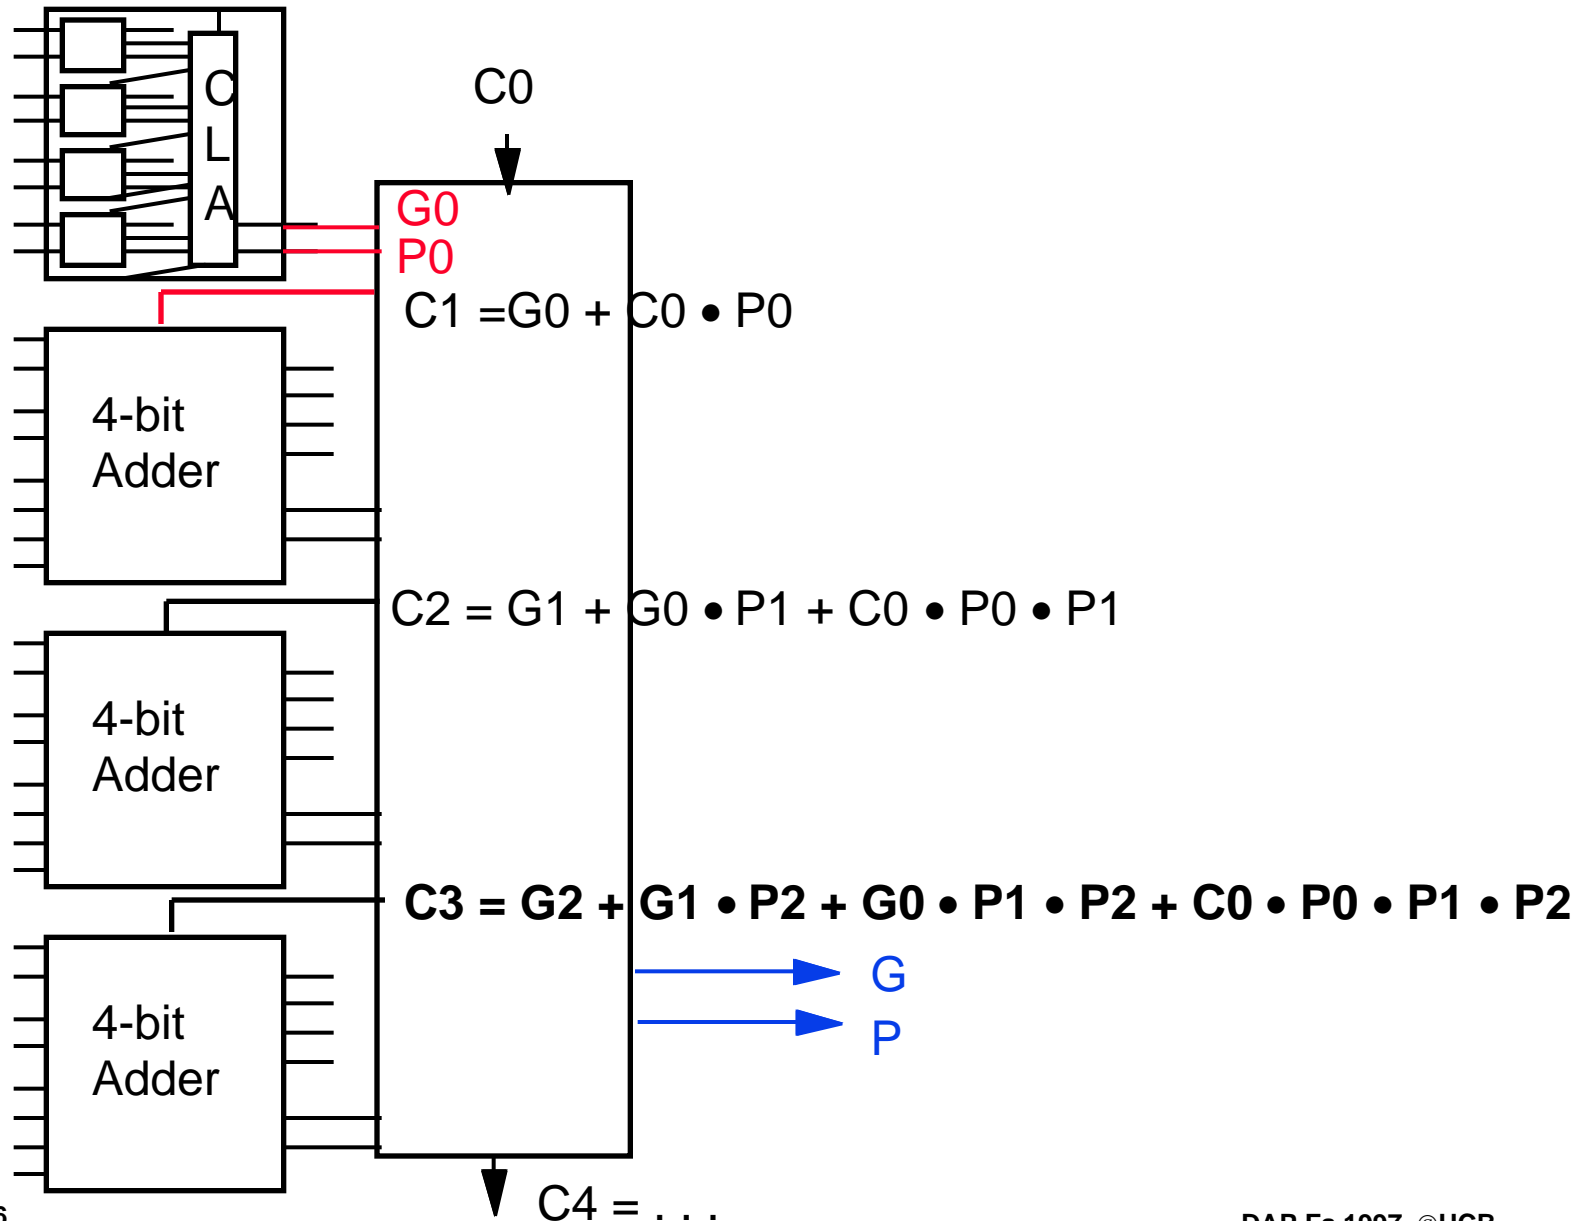 C
L
A
C0
G0
P0
C1 =G0 + C0 • P0
4-bit
Adder
C2 = G1 + G0 • P1 + C0 • P0 • P1
4-bit
Adder
C3 = G2 + G1 • P2 + G0 • P1 • P2 + C0 • P0 • P1 • P2
G
P
4-bit
Adder
C4 = . . .